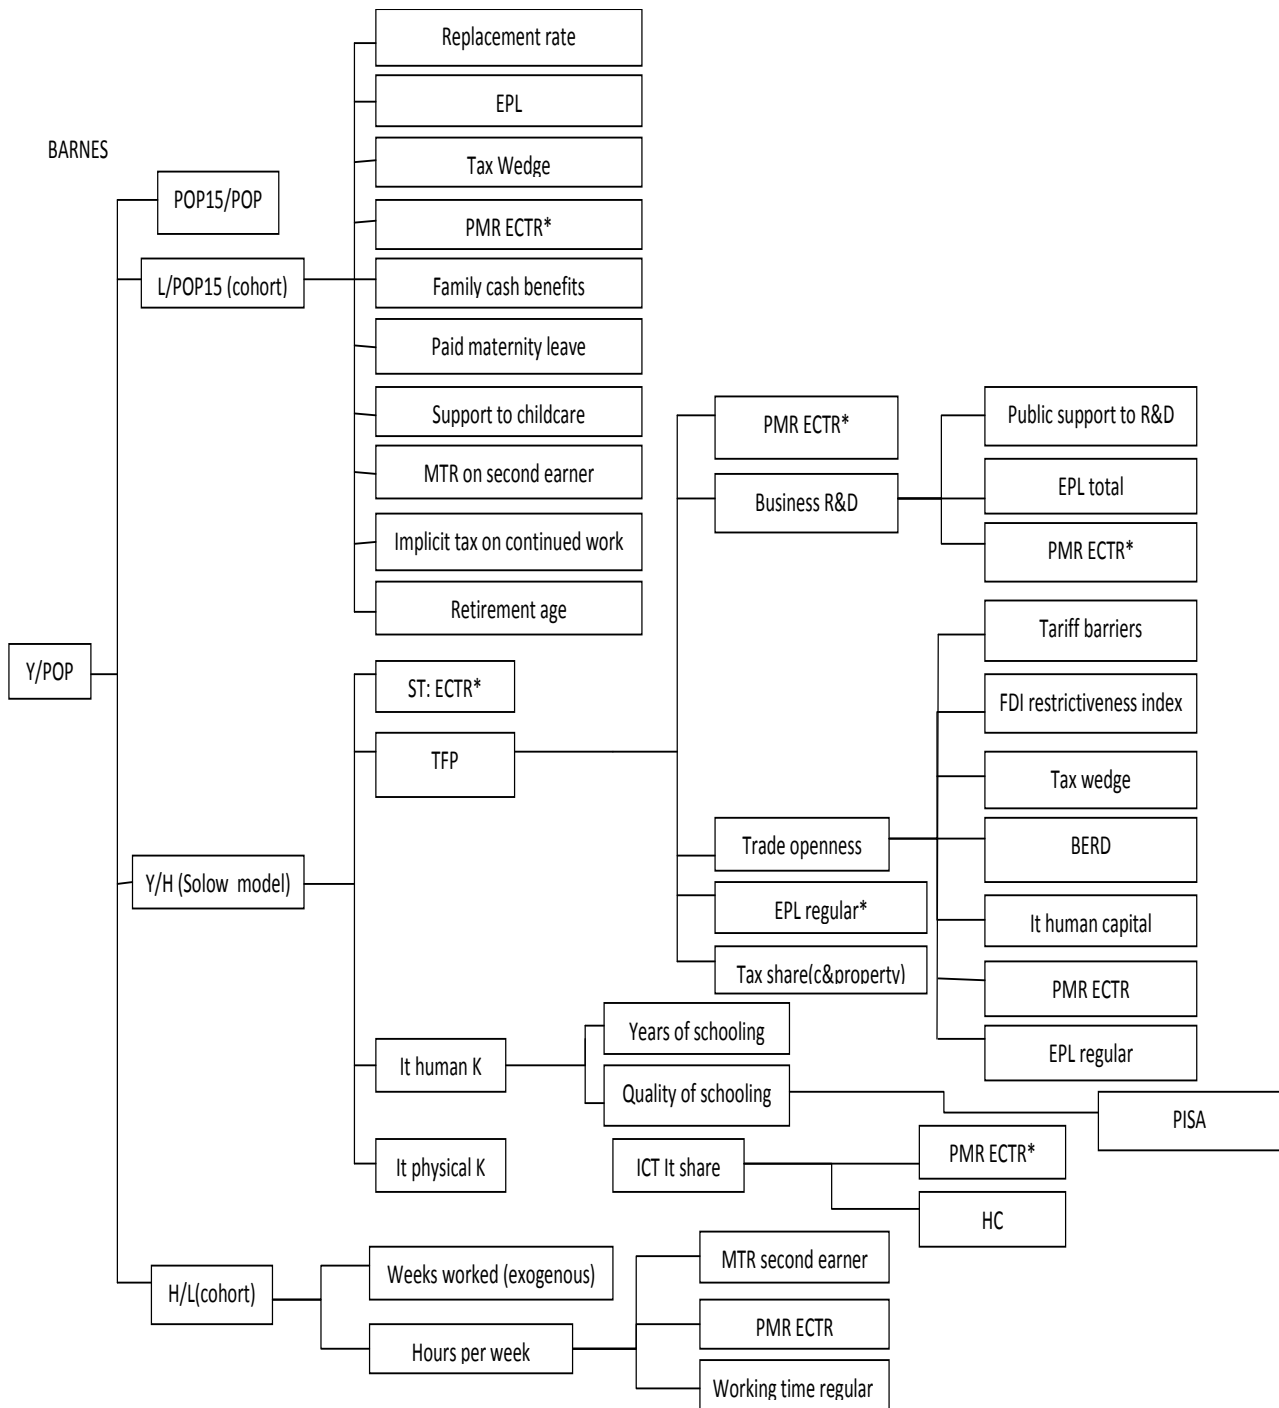 BARNES
Y/POP
POP15/POP
L/POP15 (cohort)
Replacement rate
EPL
Tax Wedge
PMR ECTR*
Family cash benefits
Paid maternity leave
Support to childcare
MTR on second earner
Implicit tax on continued work
Retirement age
Y/H (Solow model)
ST: ECTR*
TFP
PMR ECTR*
Business R&D
Public support to R&D
EPL total
PMR ECTR*
Trade openness
Tariff barriers
FDI restrictiveness index
Tax wedge
BERD
It human capital
PMR ECTR
EPL regular
EPL regular*
Tax share(c&property)
It human K
Years of schooling
Quality of schooling
PISA
It physical K
ICT It share
PMR ECTR*
HC
H/L(cohort)
Weeks worked (exogenous)
Hours per week
MTR second earner
PMR ECTR
Working time regular